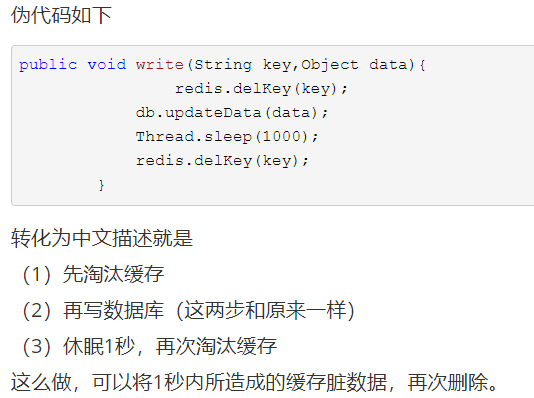 伪代码如下
public void write(String key,Object data){
redis.delKey(key);
db.updateData(data);
Thread.sleep(1000);
redis.delKey(key);
}
转化为中文描述就是
（1）先淘汰缓存
（2）再写数据库（这两步和原来一样）
（3）休眠1秒，再次淘汰缓存
这么做，可以将1秒内所造成的缓存脏数据，再次删除。